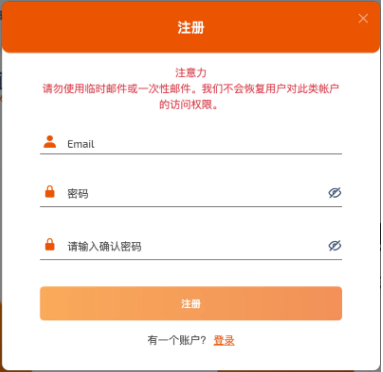 注册
注意力
请勿使用临时邮件或一次性邮件。我们不会恢复用户对此类帐户
的访问权限。
Email
密码
请输入确认密码
注册
有一个账户？ 登录